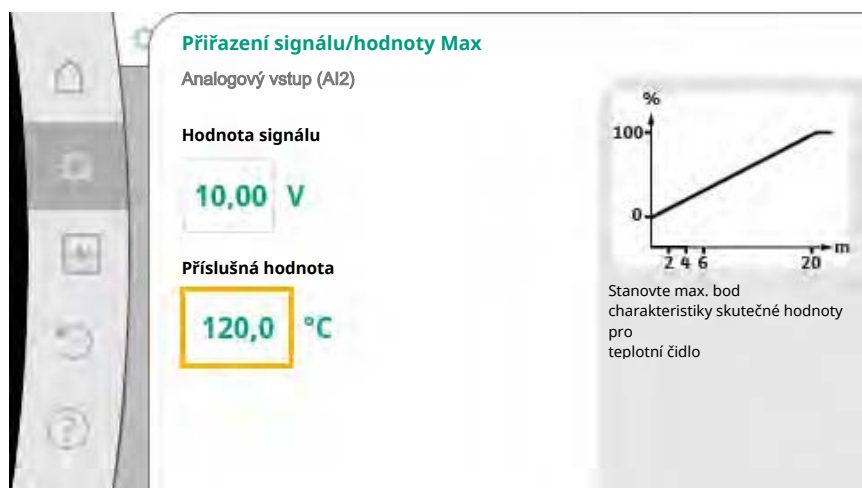 Přiřazení signálu/hodnoty Max
Analogový vstup (AI2)
Hodnota signálu
10,00 V
Příslušná hodnota
120,0 °C
%
100
0
2 4 6 20
m
Stanovte max. bod
charakteristiky skutečné hodnoty
pro
teplotní čidlo
?